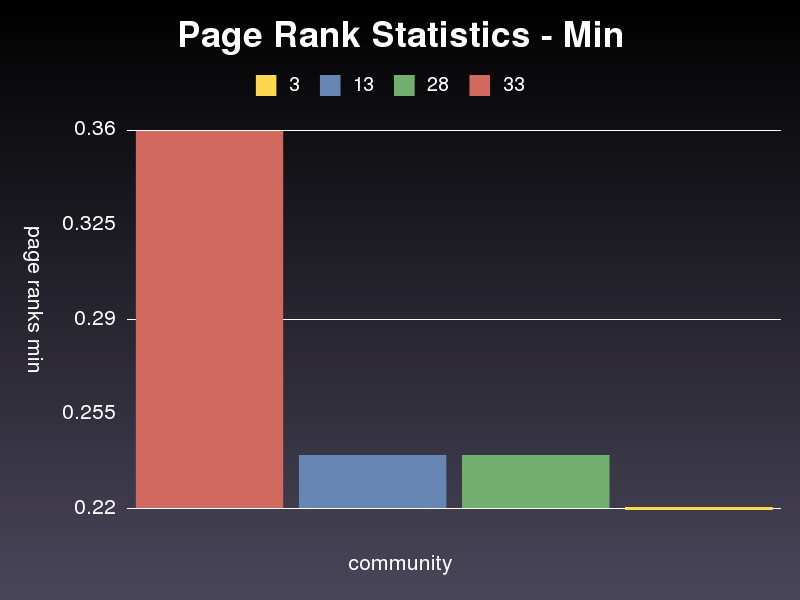 Page Rank Statistics - Min
3 13 28 33
0.36
0.325
0.29
0.255
0.22
page ranks min
community